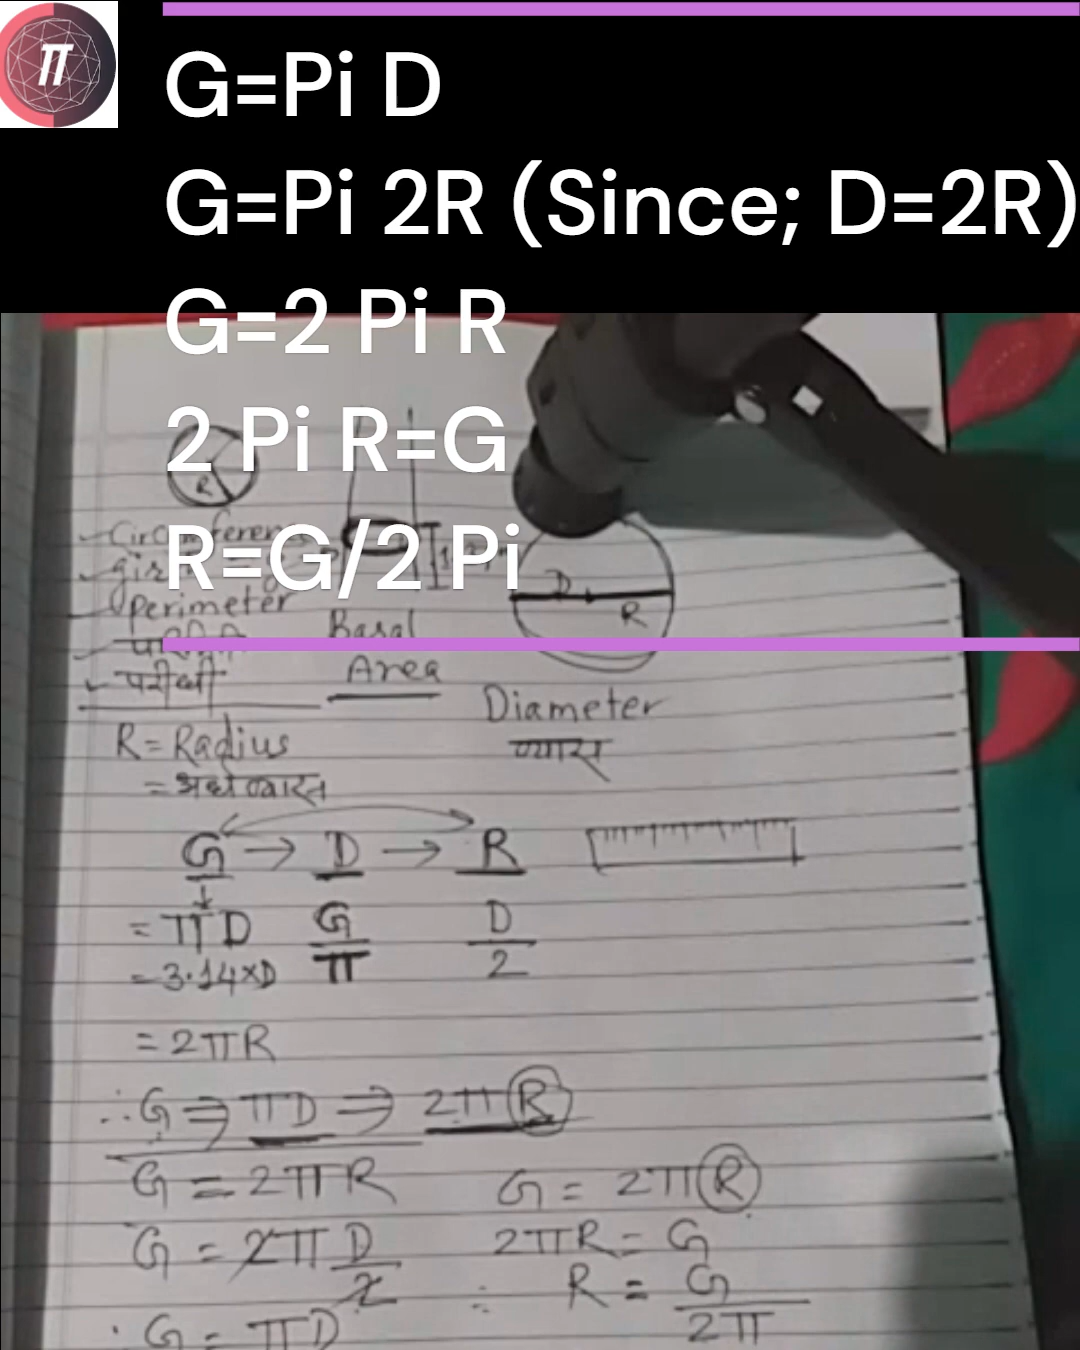 π
G=Pi D
G=Pi 2R (Since; D=2R)
G=2 Pi R
2 Pi R=G
R=G/2 Pi
R
D
R
perimeter
Basal
Area
परिधी
Diameter
व्यास
R = Radius
= अर्धव्यास
G → D → R
= πD G/π D/2
= 3.14×D
= 2πR
∴ G ⇒ πD ⇒ 2πR
G = 2πR G = 2πR
G = 2π D/2 2πR = G
∴ R = G/2π
∴ G = πD